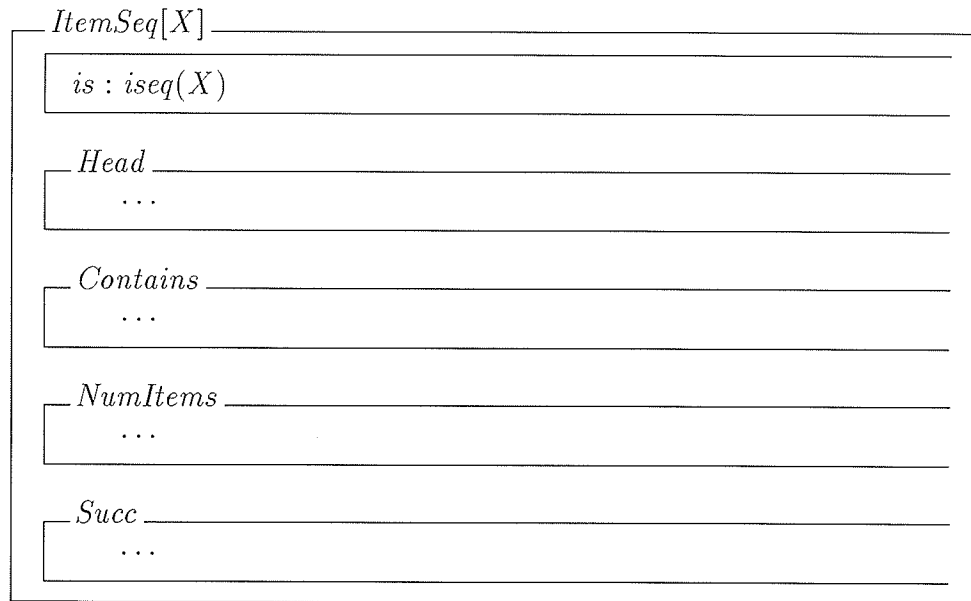 ItemSeq[X]
is : iseq(X)
Head
...
Contains
...
NumItems
...
Succ
...